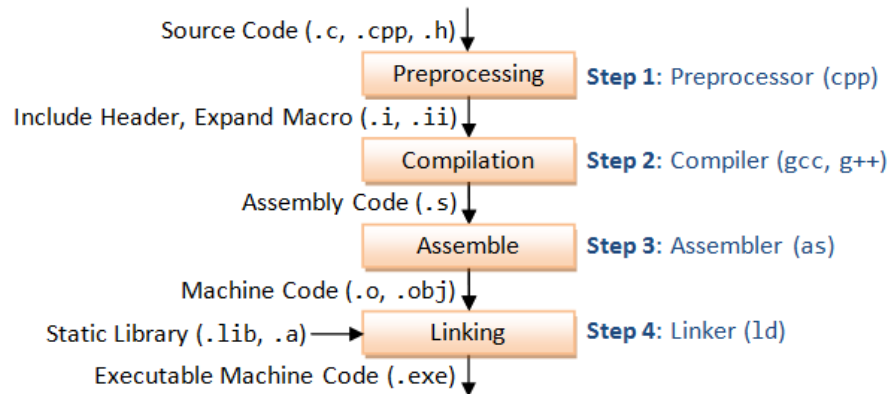 Source Code (.c, .cpp, .h)
Preprocessing
Step 1: Preprocessor (cpp)
Include Header, Expand Macro (.i, .ii)
Compilation
Step 2: Compiler (gcc, g++)
Assembly Code (.s)
Assemble
Step 3: Assembler (as)
Machine Code (.o, .obj)
Static Library (.lib, .a)
Linking
Step 4: Linker (ld)
Executable Machine Code (.exe)